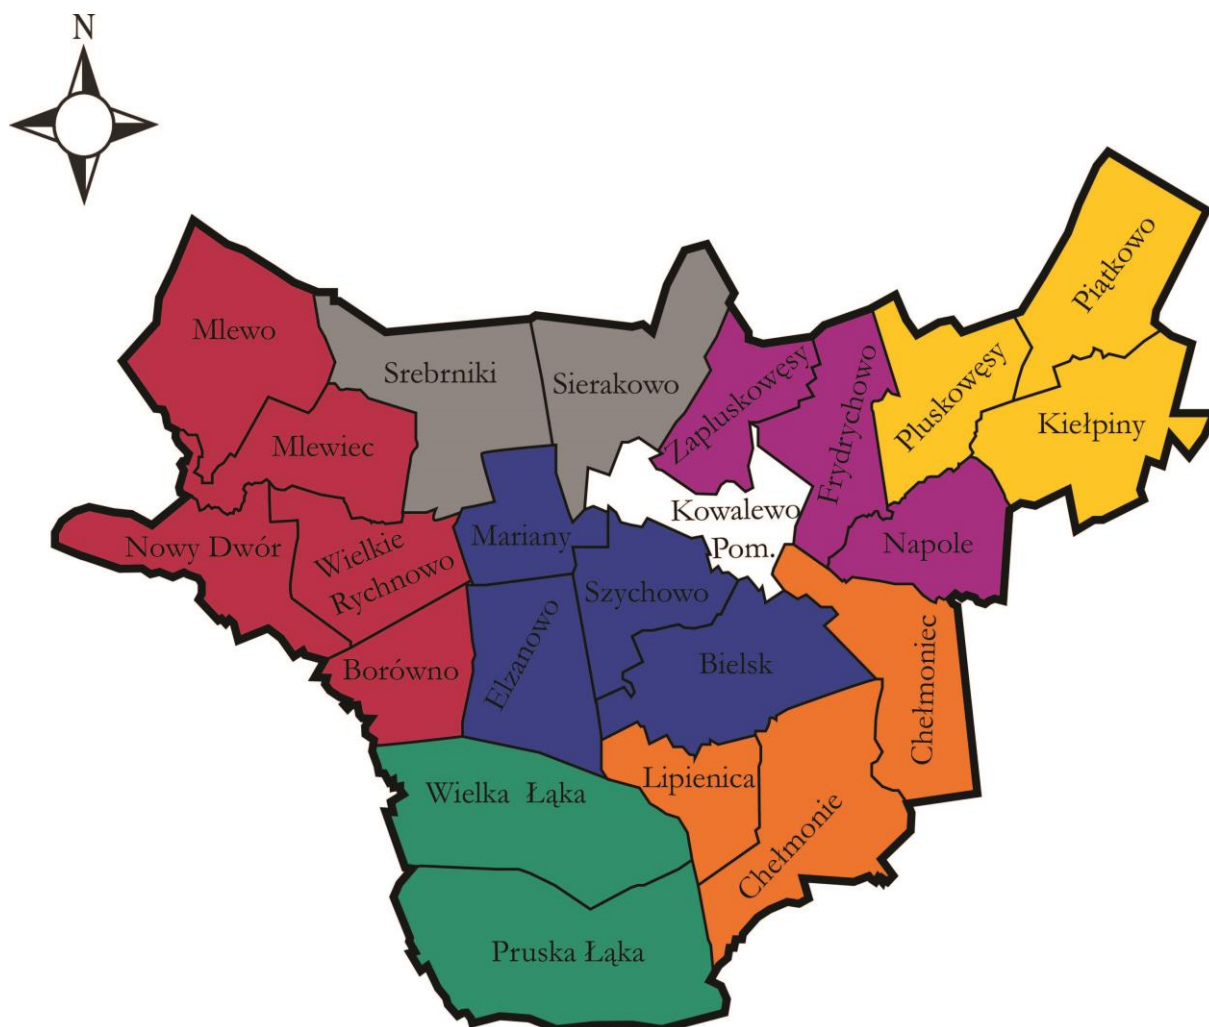 N
Piątkowo
Mlewo
Srebrniki
Sierakowo
Zapluskowęsy
Frydrychowo
Pluskowęsy
Kiełpiny
Mlewiec
Kowalewo
Pom.
Nowy Dwór
Wielkie
Rychnowo
Mariany
Napole
Szychowo
Borówno
Elzanowo
Bielsk
Chełmoniec
Wielka Łąka
Lipienica
Chełmonie
Pruska Łąka